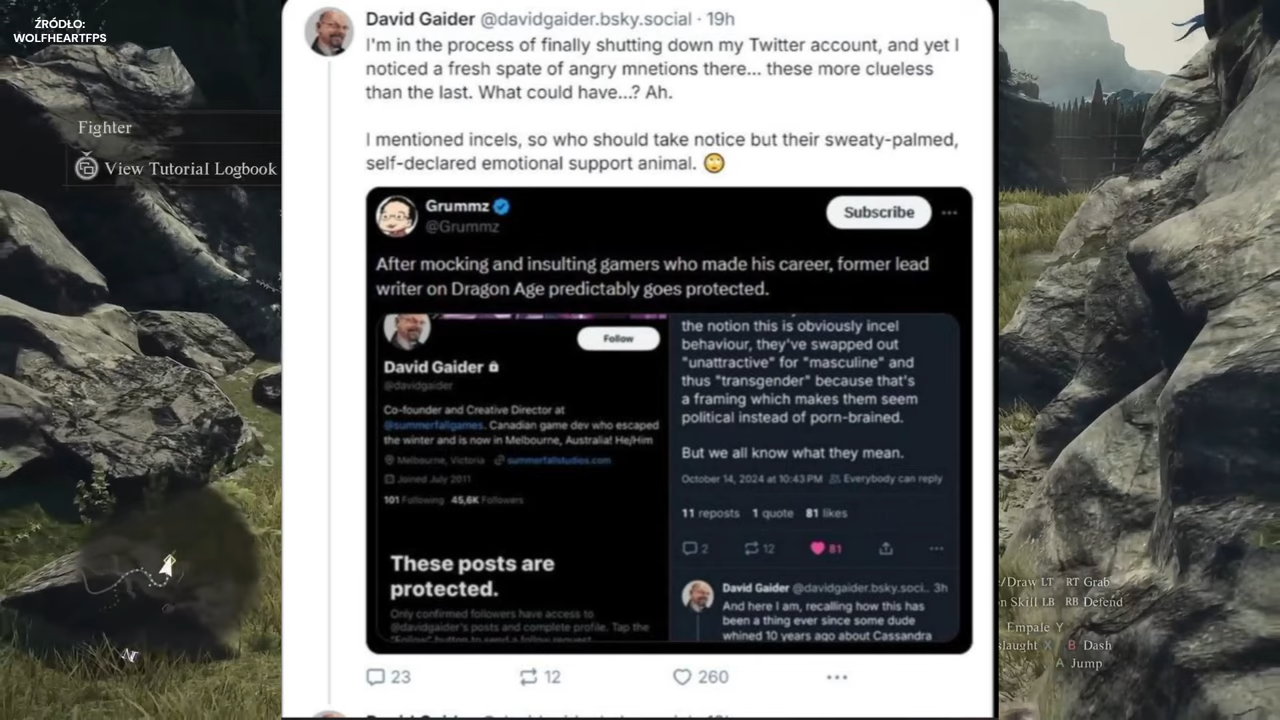 ŹRÓDŁO:
WOLFHEARTFPS
Fighter
View Tutorial Logbook
David Gaider @davidgaider.bsky.social · 19h
I'm in the process of finally shutting down my Twitter account, and yet I
noticed a fresh spate of angry mnetions there... these more clueless
than the last. What could have...? Ah.
I mentioned incels, so who should take notice but their sweaty-palmed,
self-declared emotional support animal. 🙄
Grummz
@Grummz
Subscribe
After mocking and insulting gamers who made his career, former lead
writer on Dragon Age predictably goes protected.
Follow
David Gaider
@davidgaider
Co-founder and Creative Director at
@summerfallgames. Canadian game dev who escaped
the winter and is now in Melbourne, Australia! He/Him
Melbourne, Victoria summerfallstudios.com
Joined July 2011
101 Following 45,6K Followers
These posts are
protected.
Only confirmed followers have access to
@davidgaider's posts and complete profile. Tap the
"Follow" button to send a follow request.
the notion this is obviously incel
behaviour, they've swapped out
"unattractive" for "masculine" and
thus "transgender" because that's
a framing which makes them seem
political instead of porn-brained.
But we all know what they mean.
October 14, 2024 at 10:43 PM Everybody can reply
11 reposts 1 quote 81 likes
2 12 81
David Gaider @davidgaider.bsky.soci.. 3h
And here I am, recalling how this has
been a thing ever since some dude
whined 10 years ago about Cassandra
23 12 260
David Gaider
/Draw LT RT Grab
n Skill LB RB Defend
Empale Y
slaught X B Dash
A Jump
N